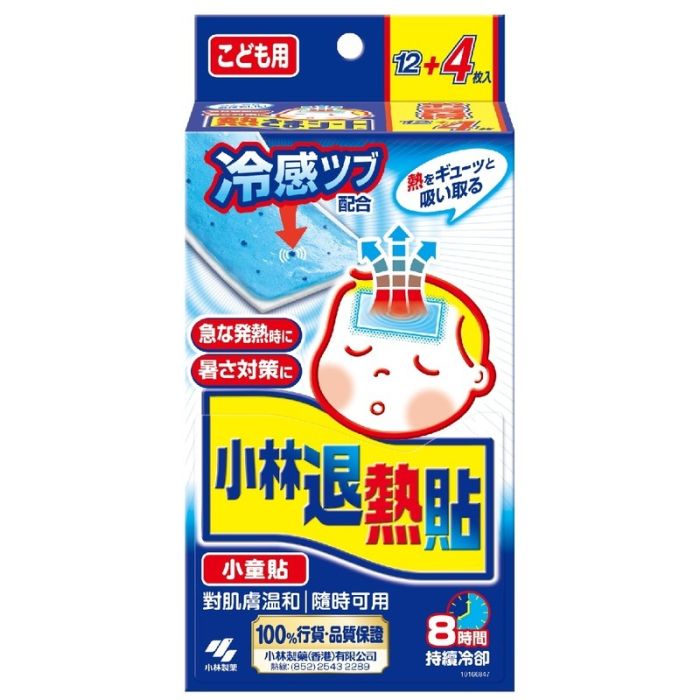 こども用
12+4枚入
冷感ツブ
配合
熱をギューッと
吸い取る
急な発熱時に
暑さ対策に
小林退熱貼
小童貼
對肌膚温和|隨時可用
100%行貨·品質保證
小林製藥(香港)有限公司
熱線:(852)2543 2289
小林製薬
8時間
持續冷卻
10166847